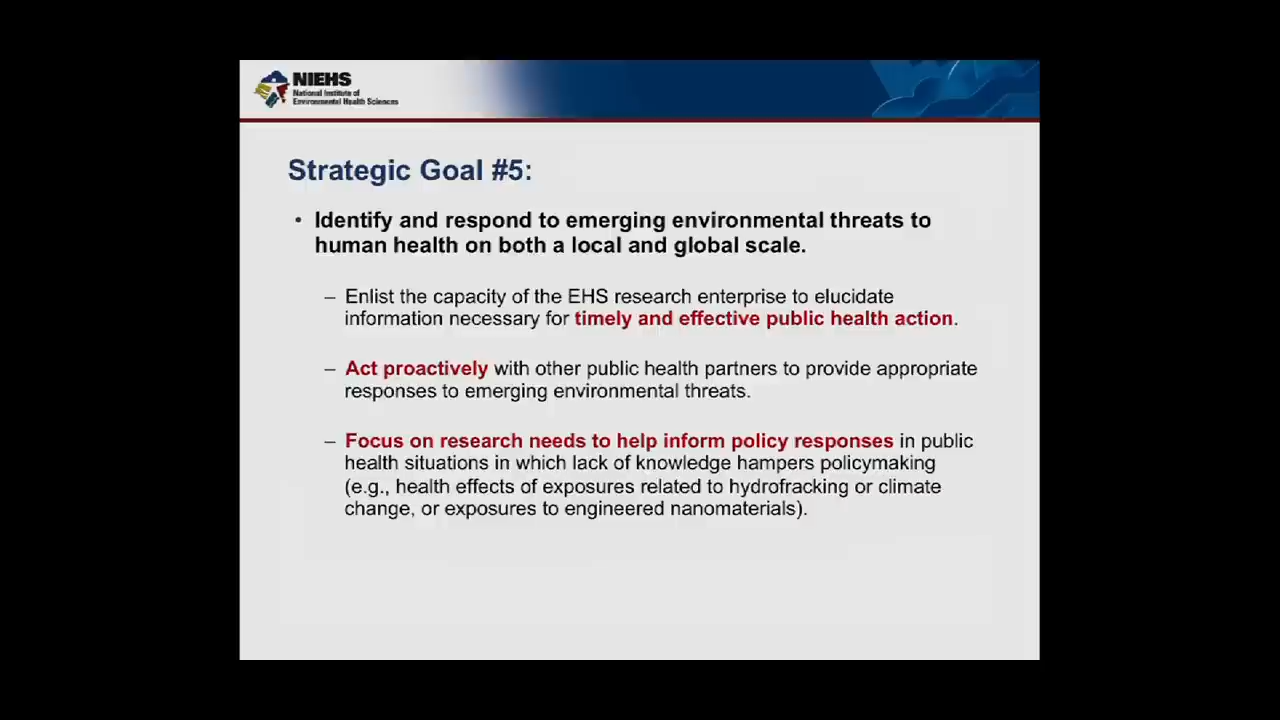 NIEHS
National Institute of
Environmental Health Sciences
Strategic Goal #5:
• Identify and respond to emerging environmental threats to
human health on both a local and global scale.
– Enlist the capacity of the EHS research enterprise to elucidate
information necessary for timely and effective public health action.
– Act proactively with other public health partners to provide appropriate
responses to emerging environmental threats.
– Focus on research needs to help inform policy responses in public
health situations in which lack of knowledge hampers policymaking
(e.g., health effects of exposures related to hydrofracking or climate
change, or exposures to engineered nanomaterials).